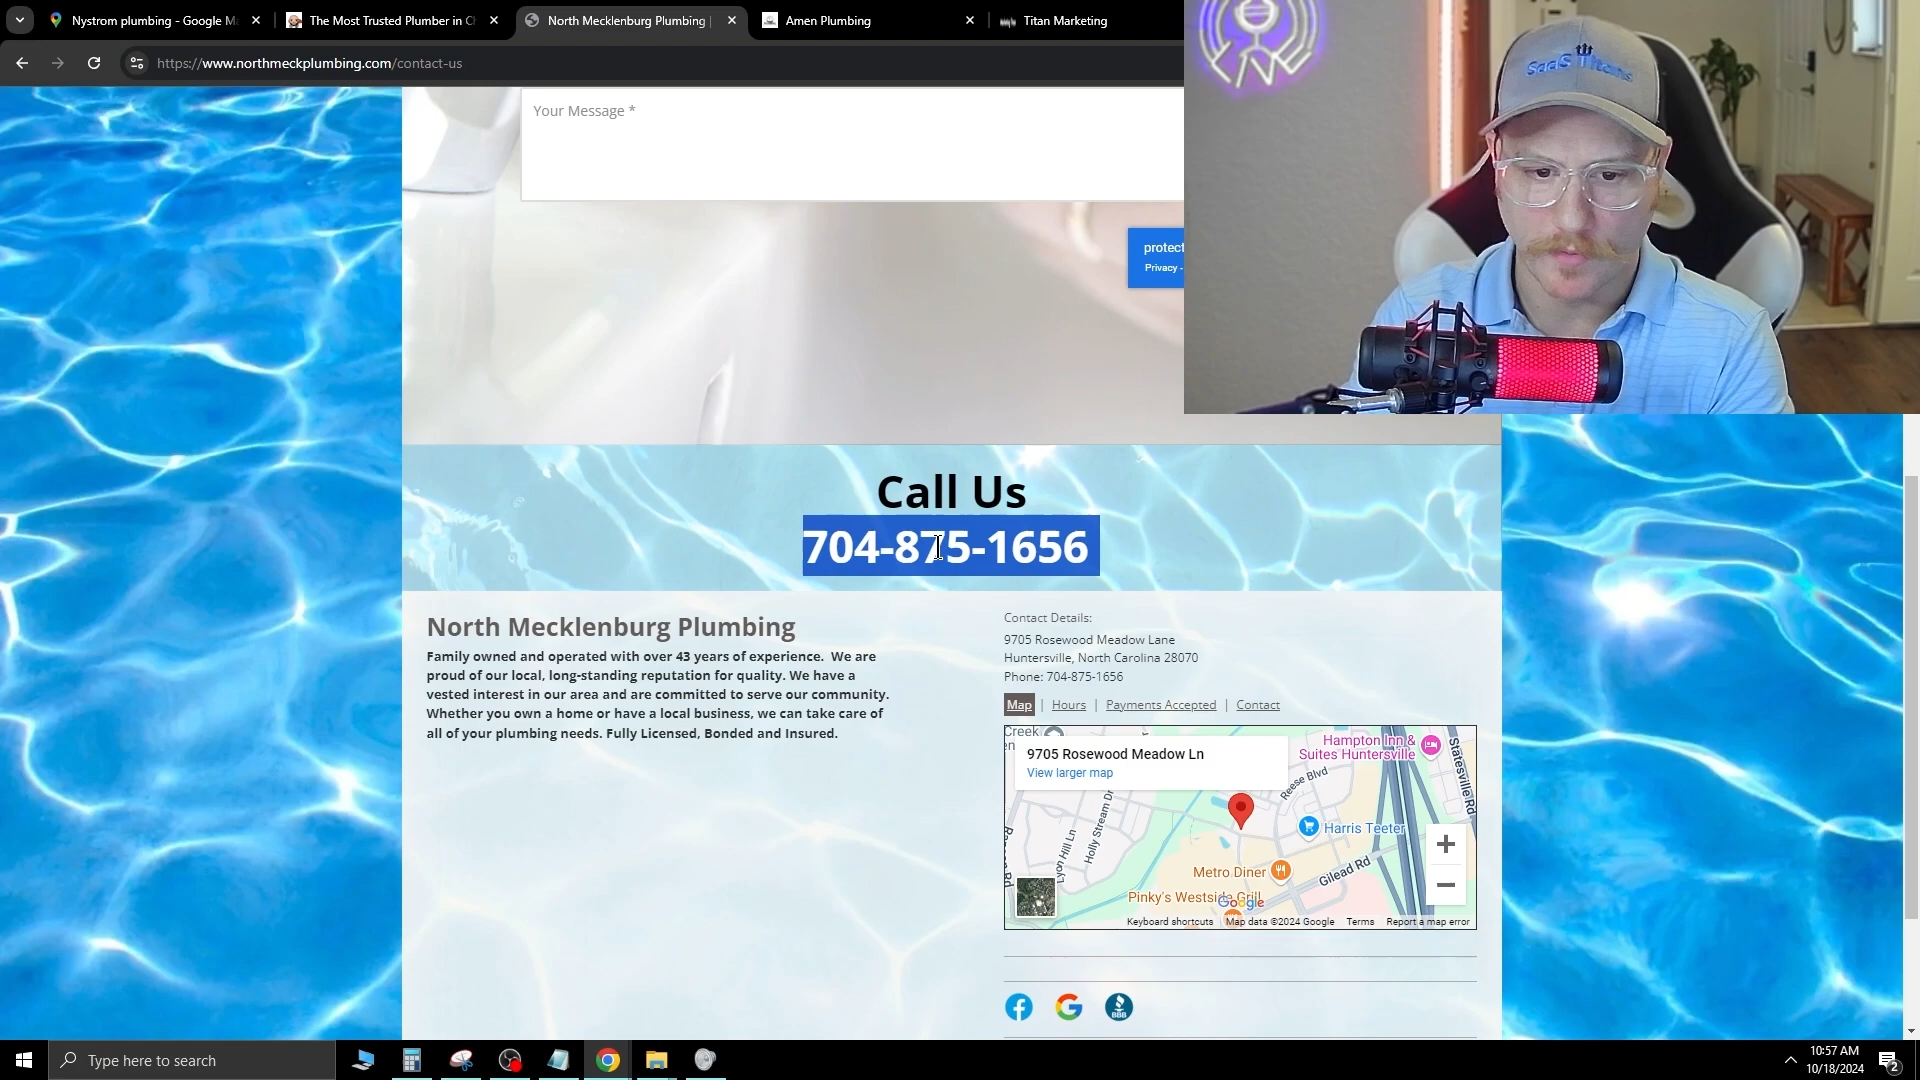 Nystrom plumbing - Google Ma
The Most Trusted Plumber in Ch
North Mecklenburg Plumbing |
Amen Plumbing
Titan Marketing
https://www.northmeckplumbing.com/contact-us
SaaS Titans
Your Message *
protect
Privacy -
Call Us
704-875-1656
North Mecklenburg Plumbing
Family owned and operated with over 43 years of experience. We are
proud of our local, long-standing reputation for quality. We have a
vested interest in our area and are committed to serve our community.
Whether you own a home or have a local business, we can take care of
all of your plumbing needs. Fully Licensed, Bonded and Insured.
Contact Details:
9705 Rosewood Meadow Lane
Huntersville, North Carolina 28070
Phone: 704-875-1656
Map | Hours | Payments Accepted | Contact
Creek
9705 Rosewood Meadow Ln
View larger map
Hampton Inn &
Suites Huntersville
Statesville Rd
Reese Blvd
Holly Stream Dr
Lyon Hill Ln
Harris Teeter
Metro Diner
Gilead Rd
Pinky's Westside Grill
Google
Keyboard shortcuts
Map data ©2024 Google
Terms
Report a map error
BBB
Type here to search
10:57 AM
10/18/2024
2